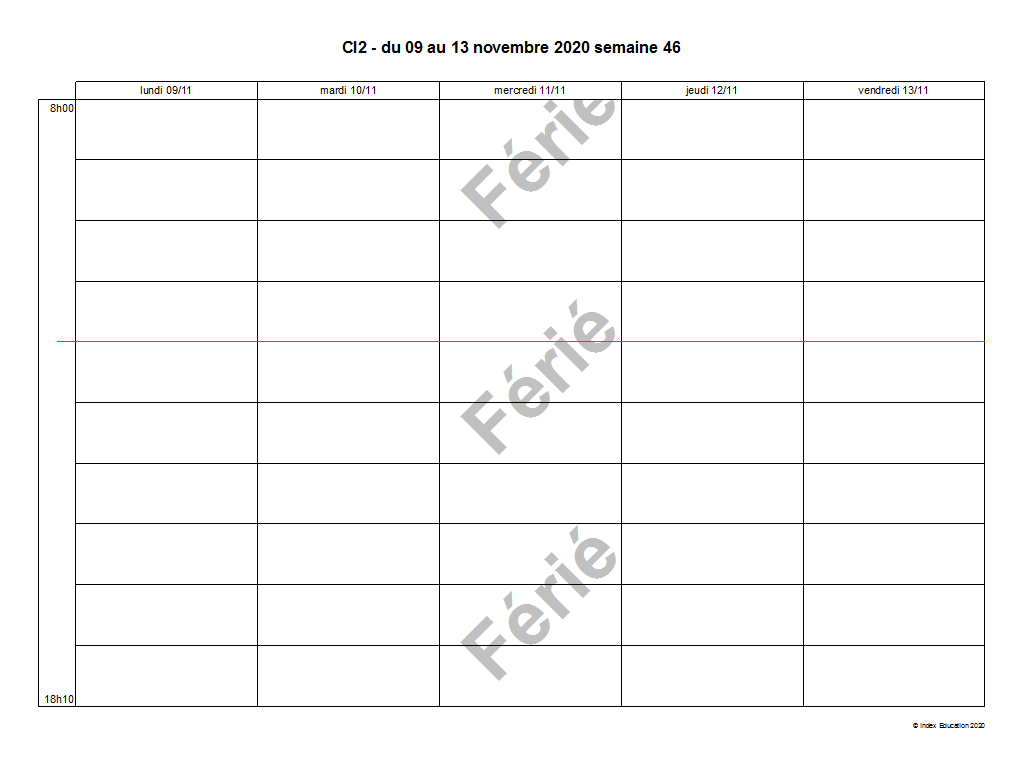 CI2 - du 09 au 13 novembre 2020 semaine 46
lundi 09/11
mardi 10/11
mercredi 11/11
jeudi 12/11
vendredi 13/11
8h00
Férié
Férié
Férié
18h10
© Index Education 2020